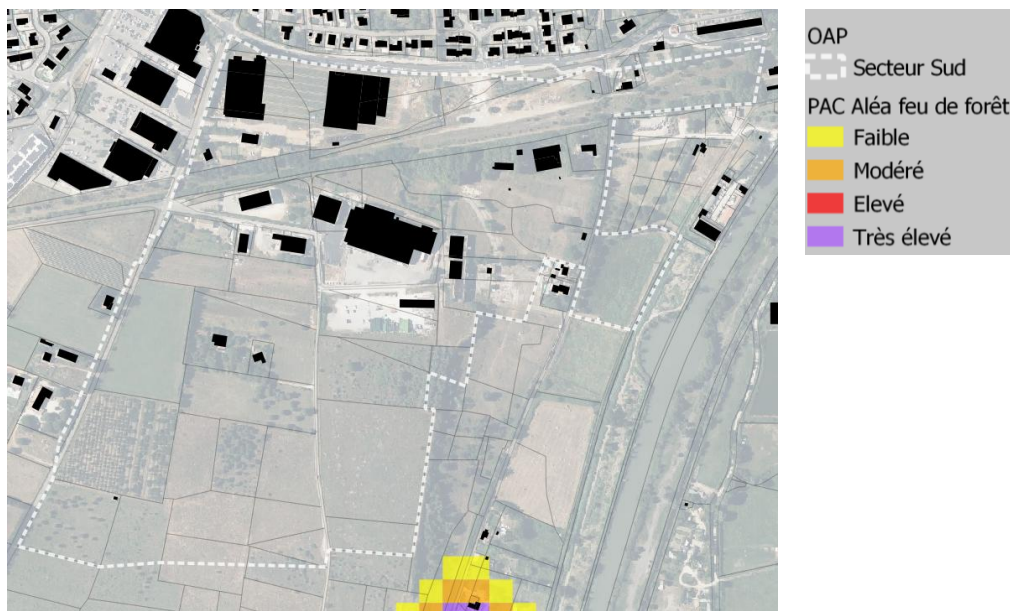 OAP
Secteur Sud
PAC Aléa feu de forêt
Faible
Modéré
Elevé
Très élevé